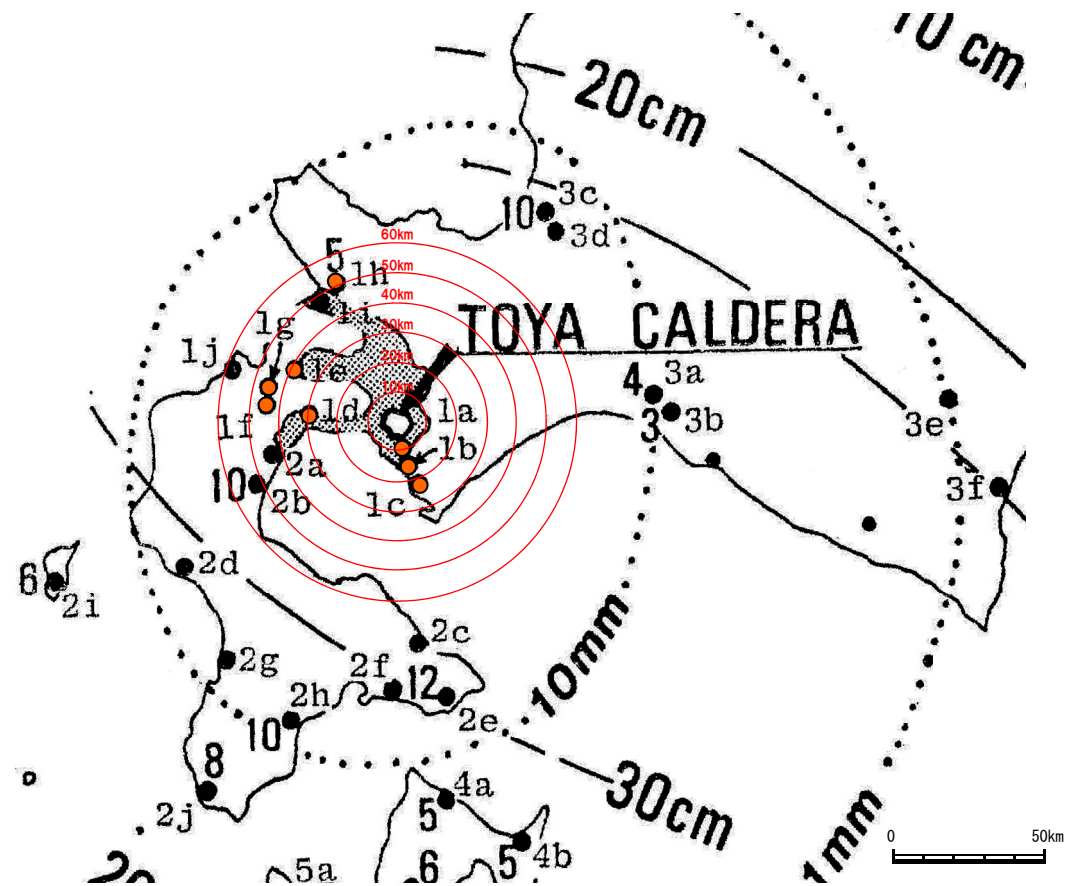 10 cm
20cm
3c
10
3d
60km
5
1h
50km
40km
1i
1g
30km
TOYA CALDERA
1j
1e
20km
10km
4
3a
1d
1a
3
3b
3e
1f
1b
2a
10
2b
1c
3f
2d
6
2i
2c
2g
2f
12
10mm
2h
2e
10
8
30cm
2j
4a
5
1mm
0
50km
5
4b
20
5a
6